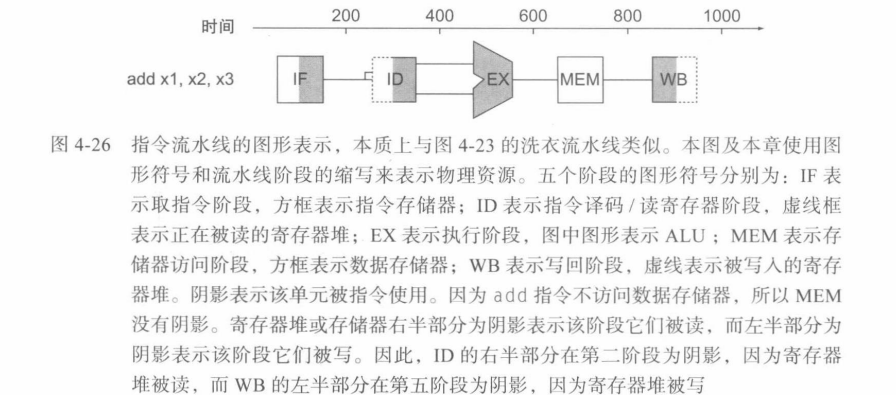 时间 200 400 600 800 1000
add x1, x2, x3 IF ID EX MEM WB
图 4-26 指令流水线的图形表示，本质上与图 4-23 的洗衣流水线类似。本图及本章使用图
形符号和流水线阶段的缩写来表示物理资源。五个阶段的图形符号分别为：IF 表
示取指令阶段，方框表示指令存储器；ID 表示指令译码 / 读寄存器阶段，虚线框
表示正在被读的寄存器堆；EX 表示执行阶段，图中图形表示 ALU；MEM 表示存
储器访问阶段，方框表示数据存储器；WB 表示写回阶段，虚线表示被写入的寄存
器堆。阴影表示该单元被指令使用。因为 add 指令不访问数据存储器，所以 MEM
没有阴影。寄存器堆或存储器右半部分为阴影表示该阶段它们被读，而左半部分为
阴影表示该阶段它们被写。因此，ID 的右半部分在第二阶段为阴影，因为寄存器
堆被读，而 WB 的左半部分在第五阶段为阴影，因为寄存器堆被写